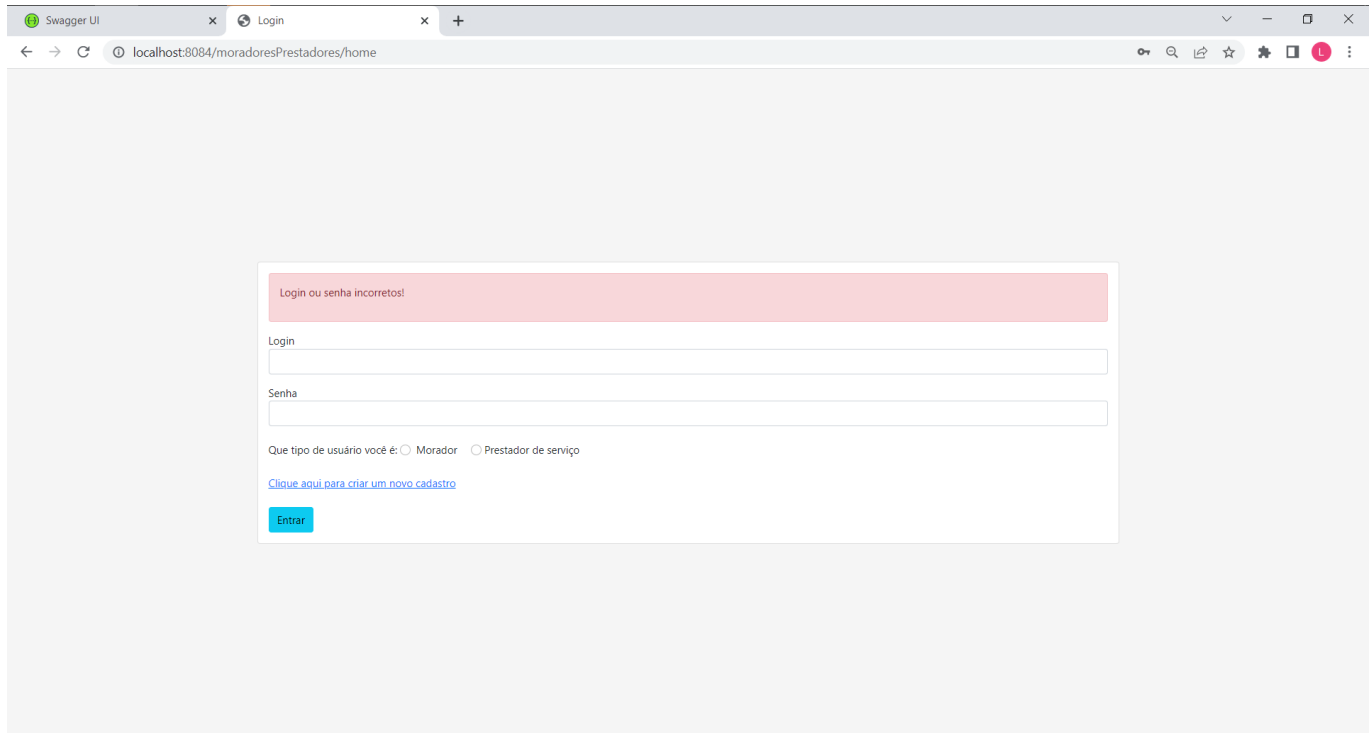 Swagger UI
Login
localhost:8084/moradoresPrestadores/home
L
Login ou senha incorretos!
Login
Senha
Que tipo de usuário você é: Morador Prestador de serviço
Clique aqui para criar um novo cadastro
Entrar